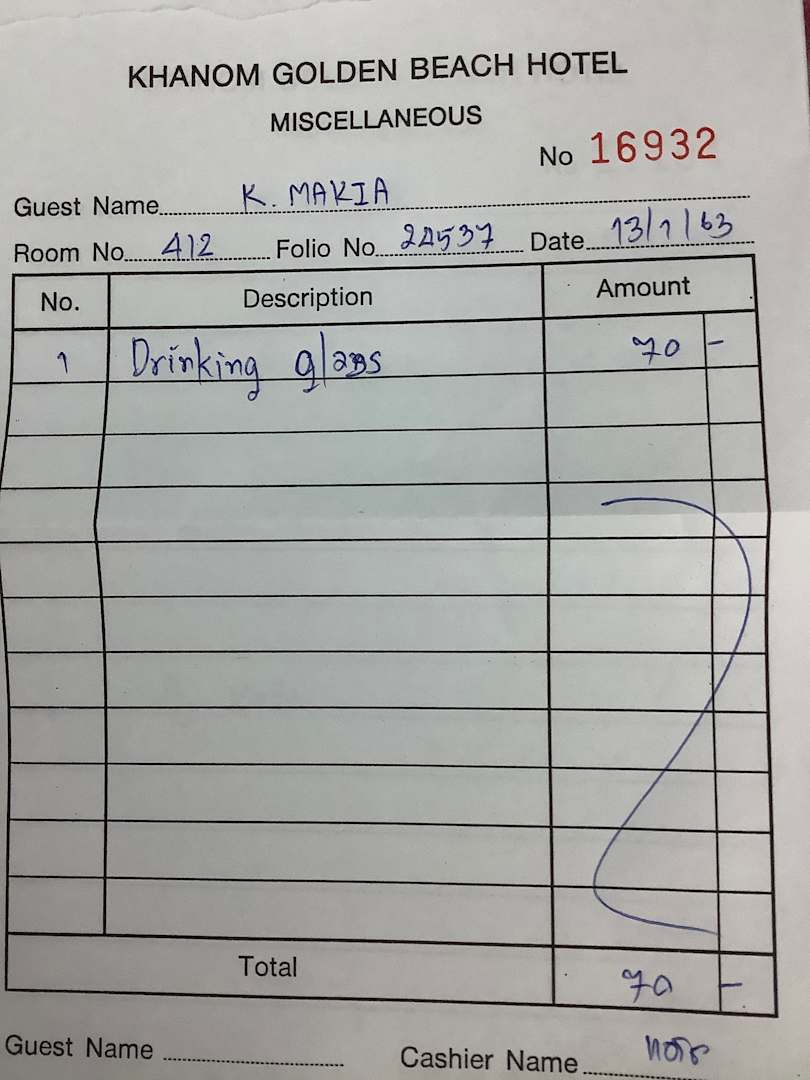 KHANOM GOLDEN BEACH HOTEL
MISCELLANEOUS
No 16932
Guest Name K. MAKIA
Room No. 412 Folio No. 22537 Date 13/1/63
No. Description Amount
1 Drinking glass 70 -
Total 70 -
Guest Name Cashier Name